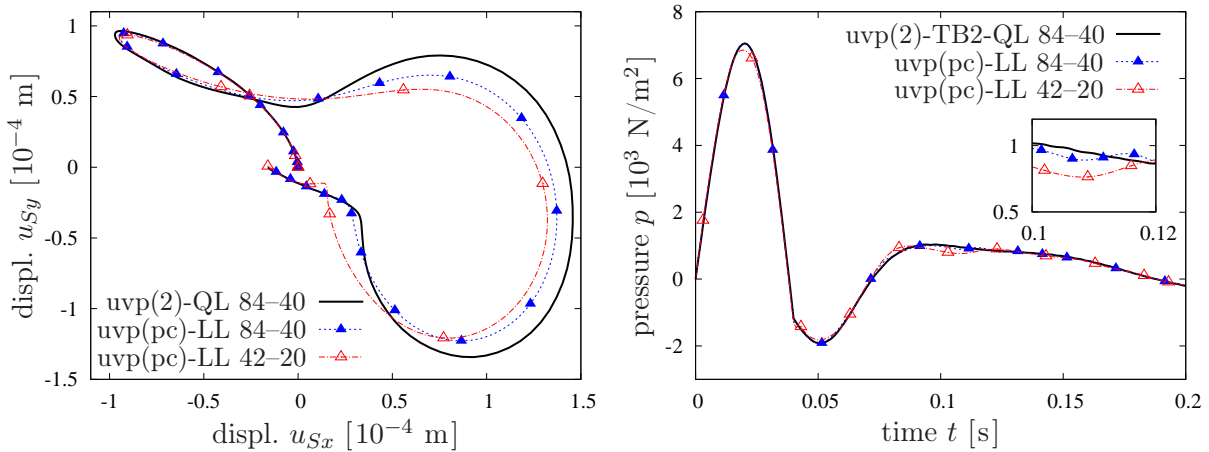 1
0.5
0
-0.5
-1
-1.5
displ. u_{Sy} [10^{-4} m]
uvp(2)-QL 84–40
uvp(pc)-LL 84–40
uvp(pc)-LL 42–20
-1 -0.5 0 0.5 1 1.5
displ. u_{Sx} [10^{-4} m]
8
6
4
2
0
-2
pressure p [10^3 N/m^2]
uvp(2)-TB2-QL 84–40
uvp(pc)-LL 84–40
uvp(pc)-LL 42–20
1
0.5
0.1 0.12
0 0.05 0.1 0.15 0.2
time t [s]